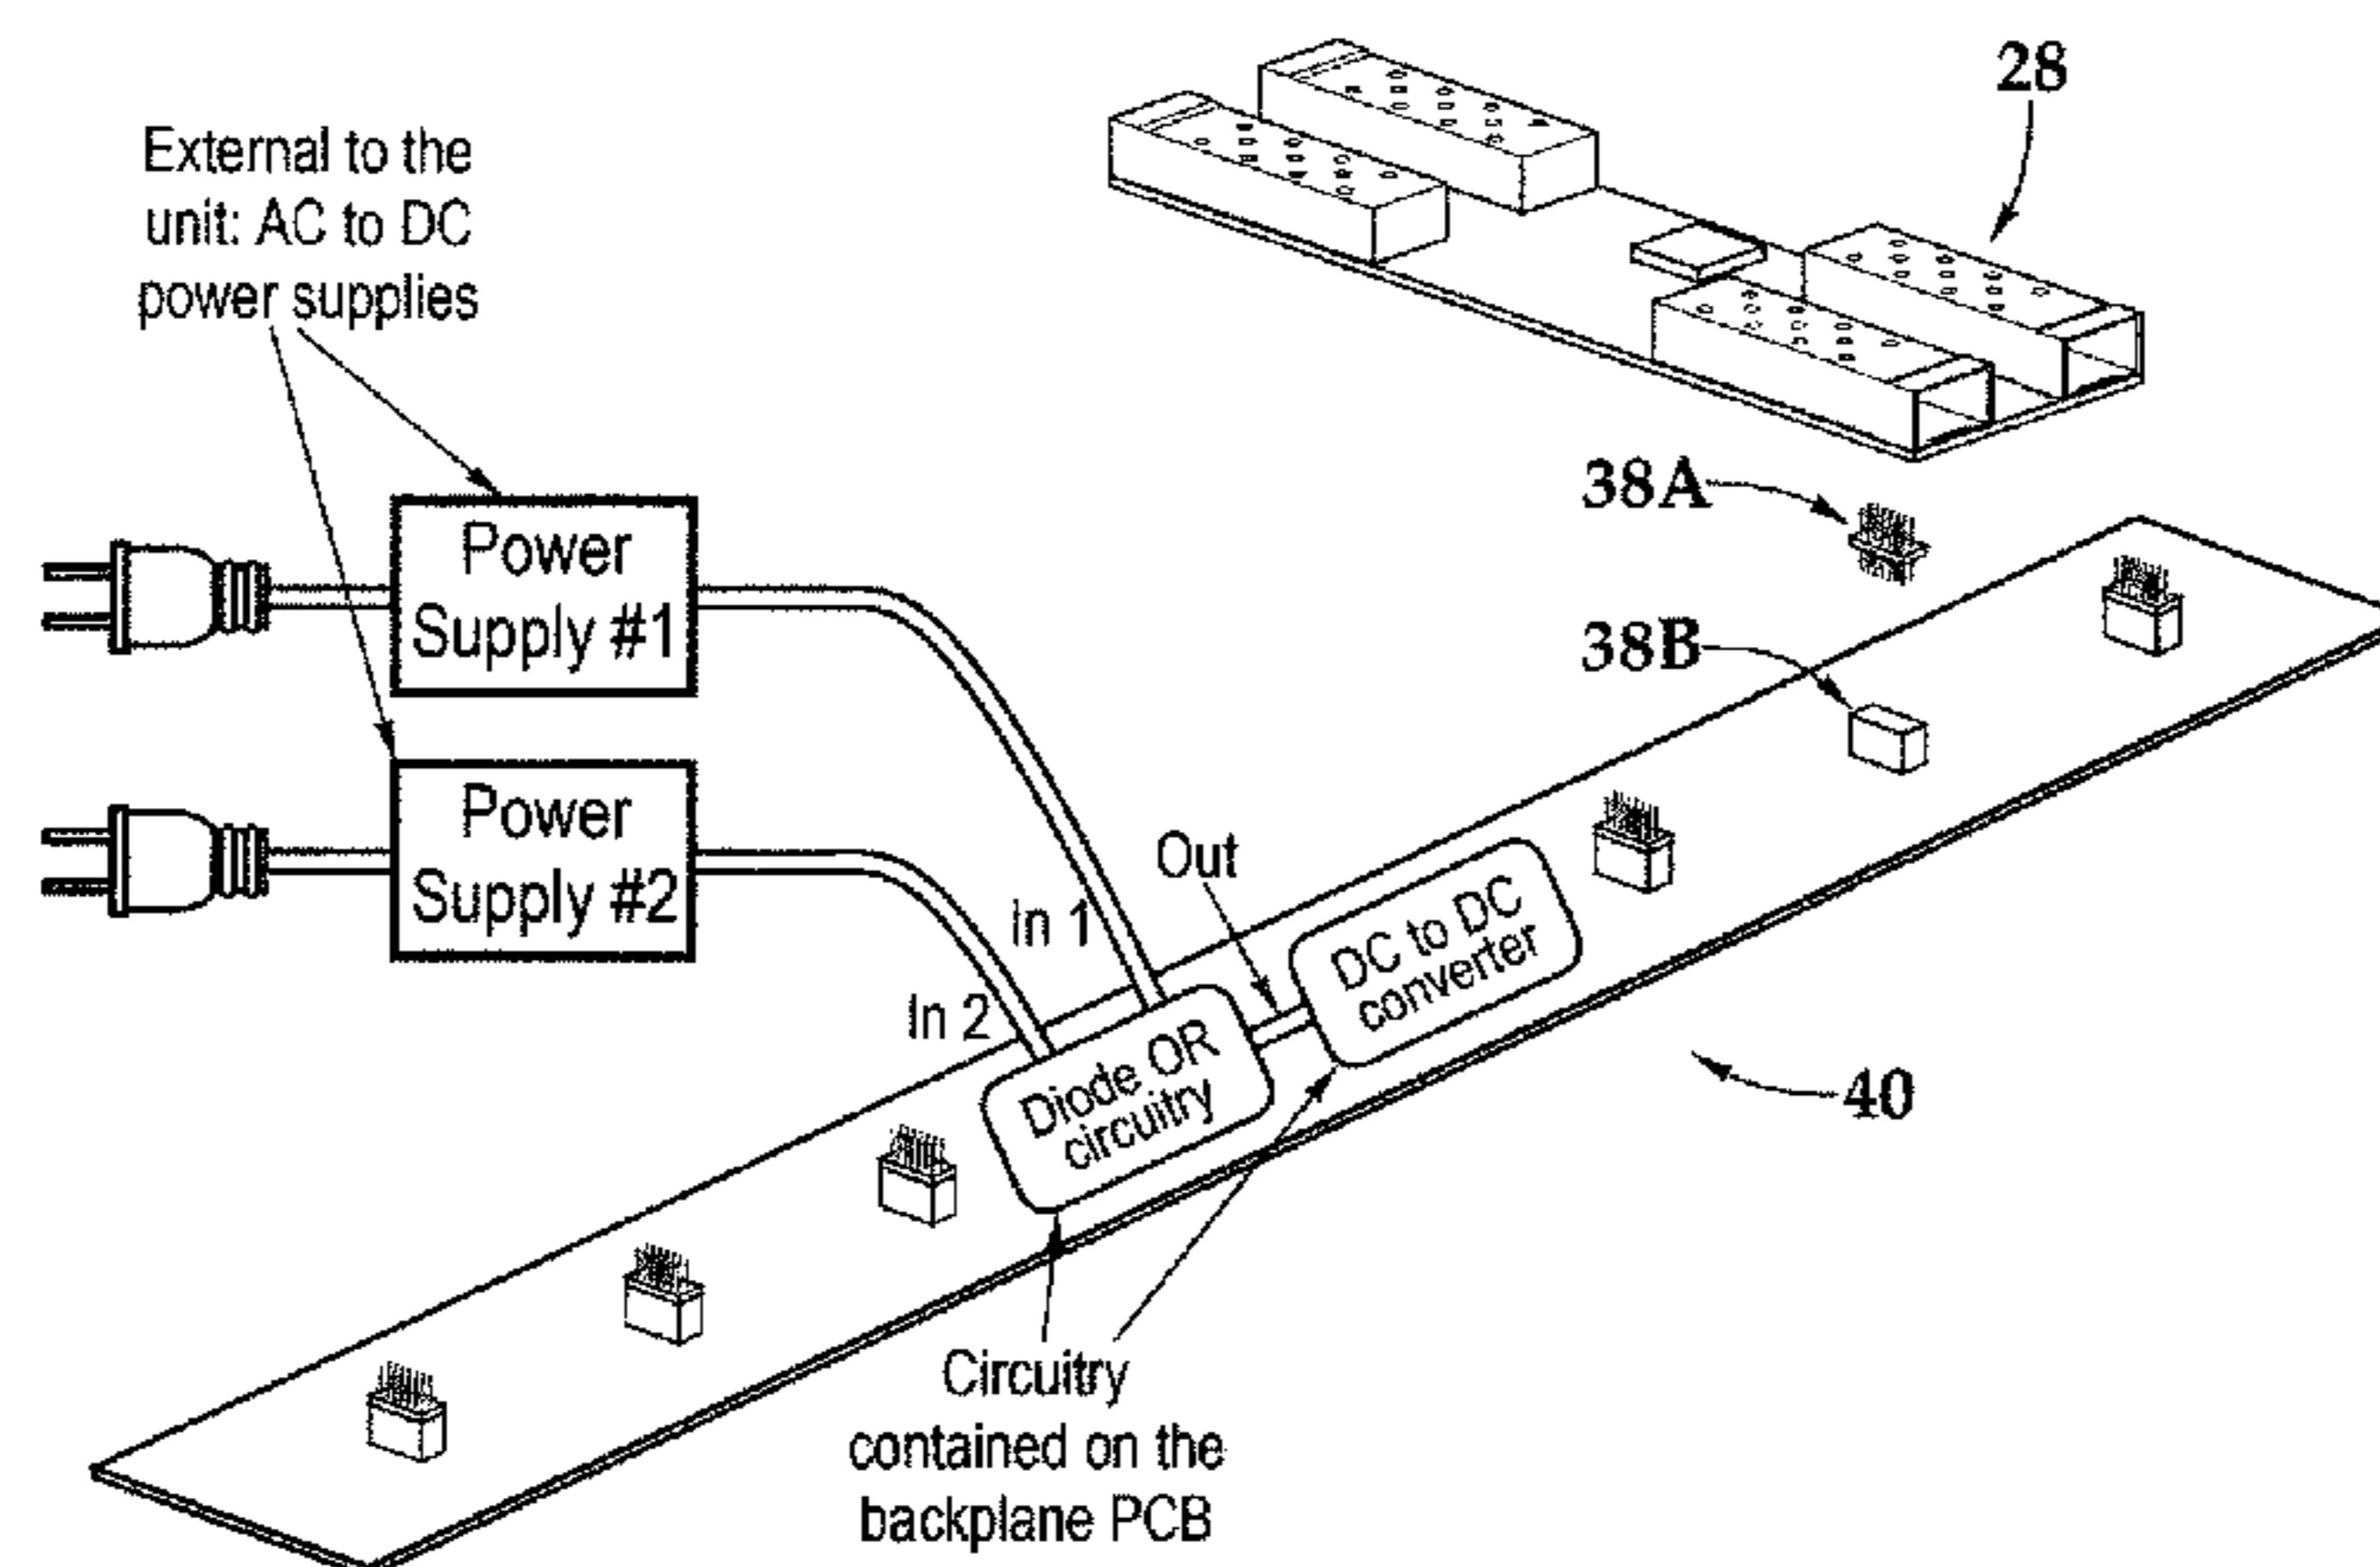 28
External to the
unit: AC to DC
power supplies
38A
Power
Supply #1
38B
Power
Supply #2
Out
In 1
DC to DC
converter
In 2
Diode OR
circuitry
40
Circuitry
contained on the
backplane PCB